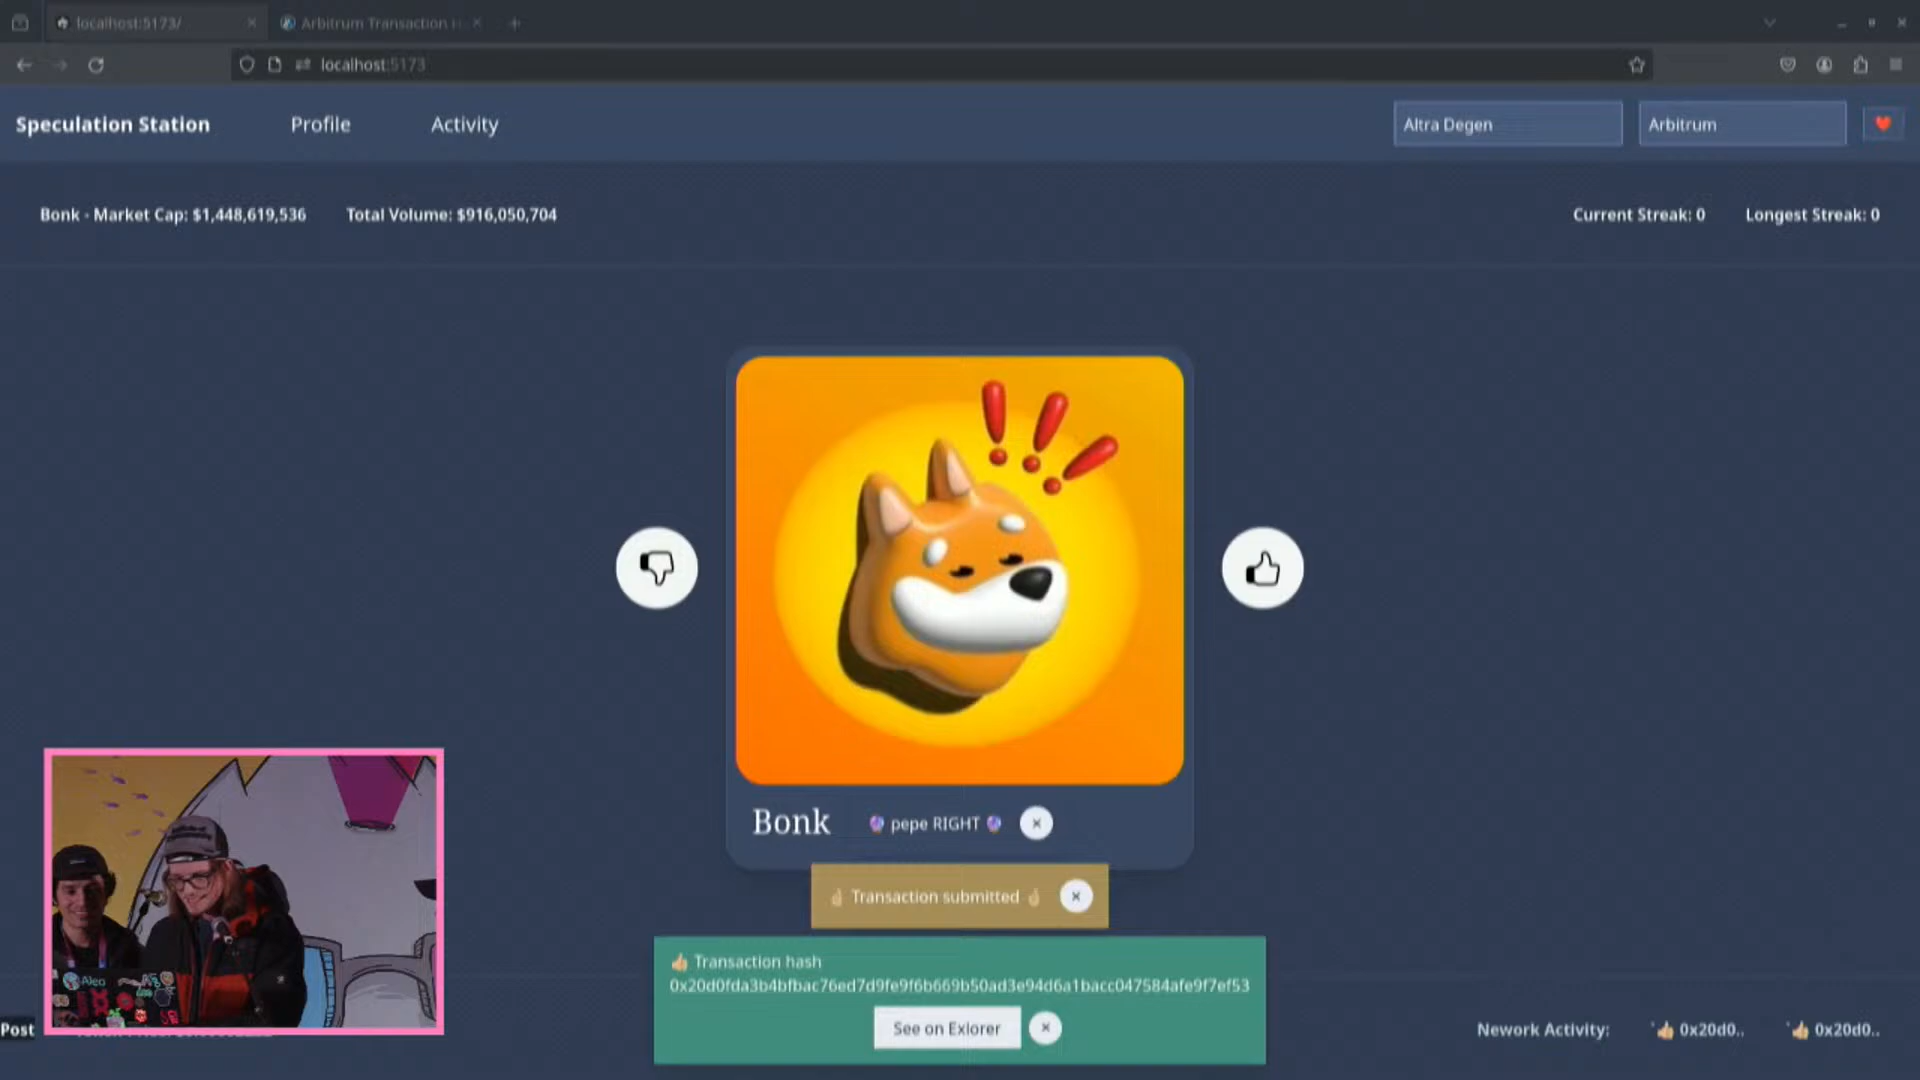 localhost:5173/
Arbitrum Transaction
localhost:5173
Speculation Station
Profile
Activity
Altra Degen
Arbitrum
Bonk - Market Cap: $1,448,619,536
Total Volume: $916,050,704
Current Streak: 0
Longest Streak: 0
Bonk
🔮 pepe RIGHT 🔮
Transaction submitted
👍 Transaction hash
0x20d0fda3b4bfbac76ed7d9fe9f6b669b50ad3e94d6a1bacc047584afe9f7ef53
See on Exlorer
Aleo
Post
Nework Activity:
`👍 0x20d0..
`👍 0x20d0..